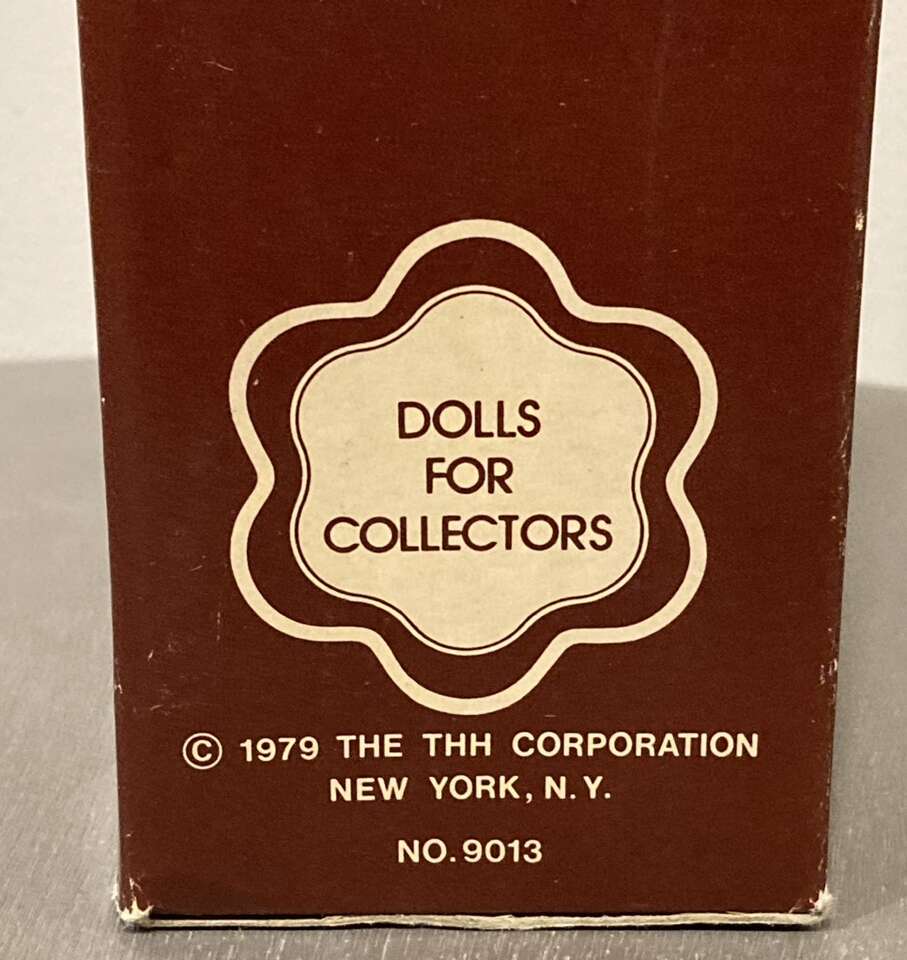 DOLLS
FOR
COLLECTORS
© 1979 THE THH CORPORATION
NEW YORK, N.Y.
NO. 9013